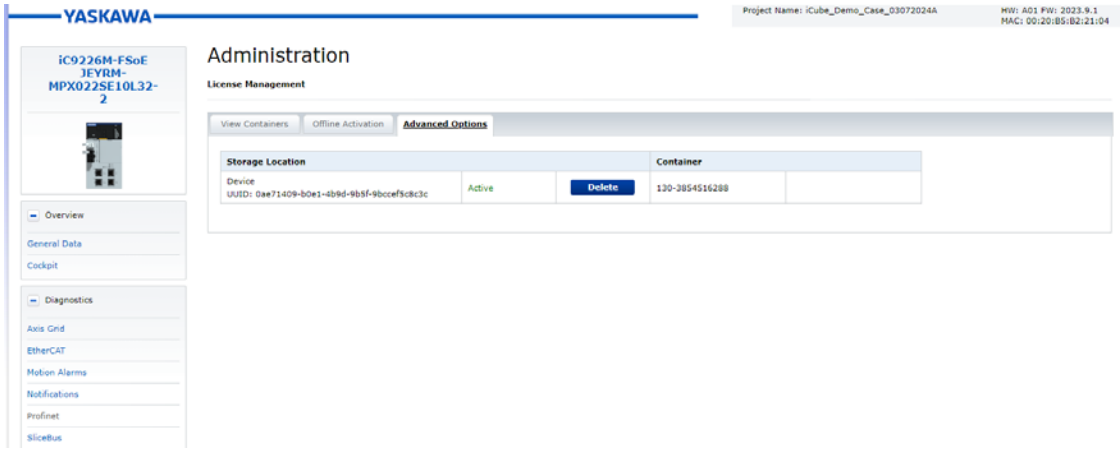 YASKAWA
Project Name: iCube_Demo_Case_03072024A
HW: A01 FW: 2023.9.1
MAC: 00:20:B5:B2:21:04
iC9226M-FSoE
JEYRM-
MPX022SE10L32-
2
Administration
License Management
View Containers
Offline Activation
Advanced Options
Storage Location
Container
Device
UUID: 0ae71409-b0e1-4b9d-9b5f-9bccef5c8c3c
Active
Delete
130-3854516288
Overview
General Data
Cockpit
Diagnostics
Axis Grid
EtherCAT
Motion Alarms
Notifications
Profinet
SliceBus